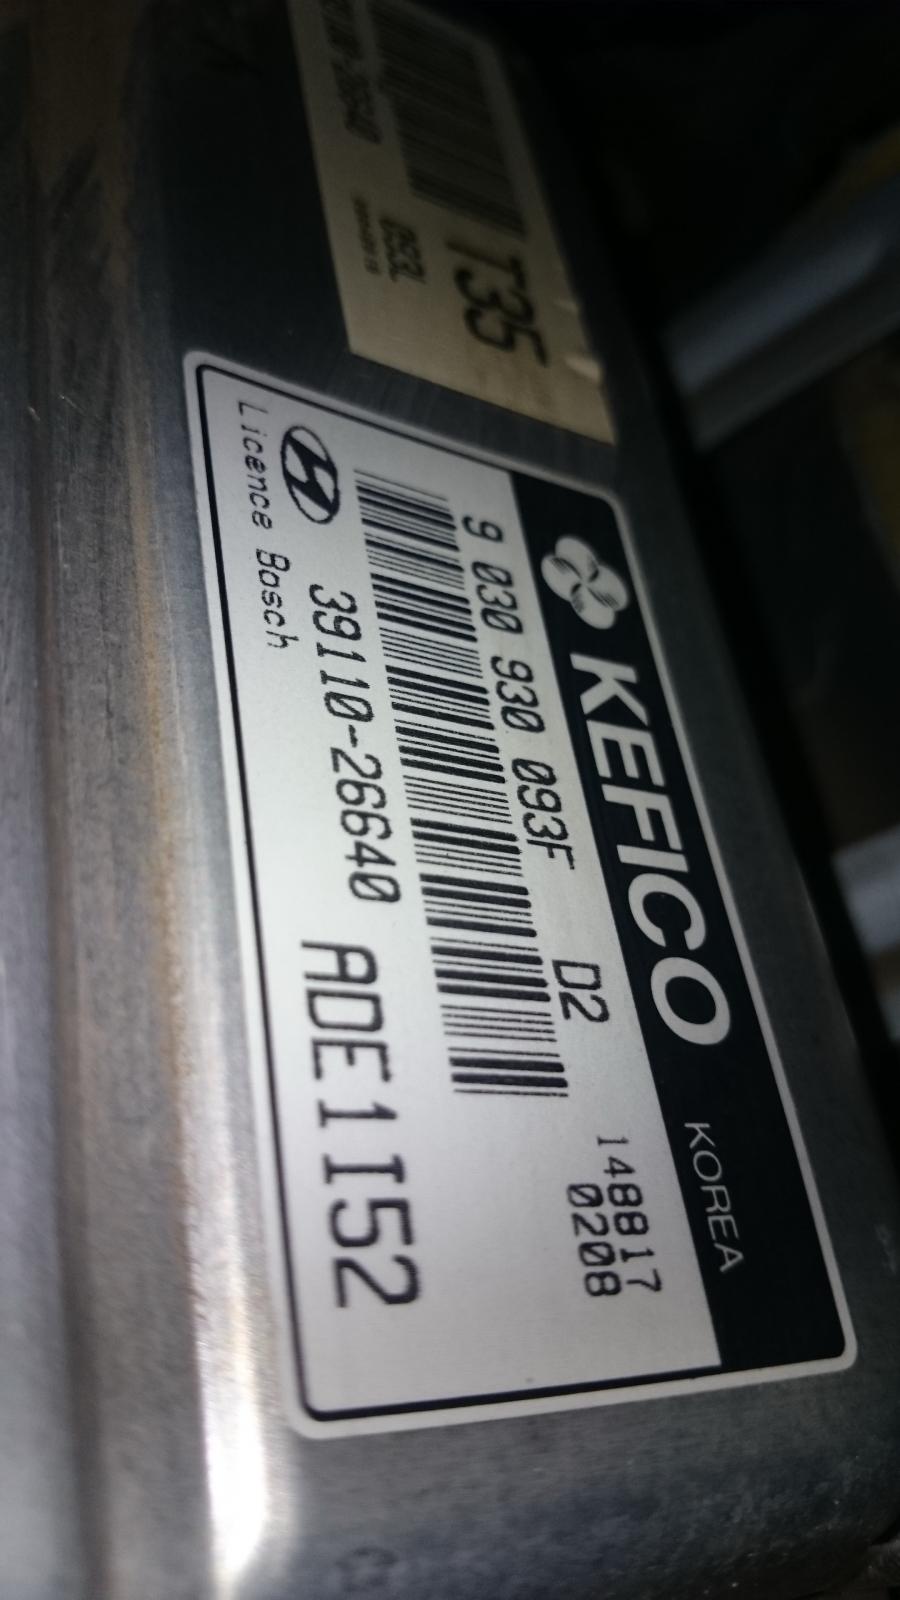 T35
KEFICO KOREA
9 030 930 093F D2
148817
0208
39110-26640 ADE1I52
Licence Bosch